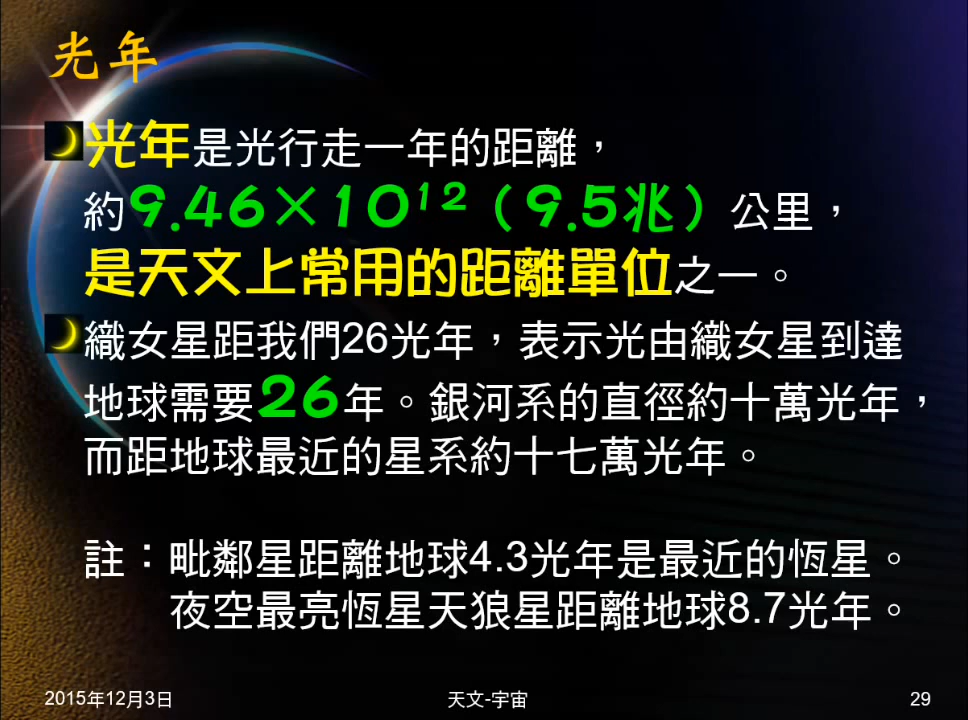 光年
光年是光行走一年的距離，
約9.46×10¹²（9.5兆）公里，
是天文上常用的距離單位之一。
織女星距我們26光年，表示光由織女星到達
地球需要26年。銀河系的直徑約十萬光年，
而距地球最近的星系約十七萬光年。
註：毗鄰星距離地球4.3光年是最近的恆星。
夜空最亮恆星天狼星距離地球8.7光年。
2015年12月3日
天文-宇宙
29